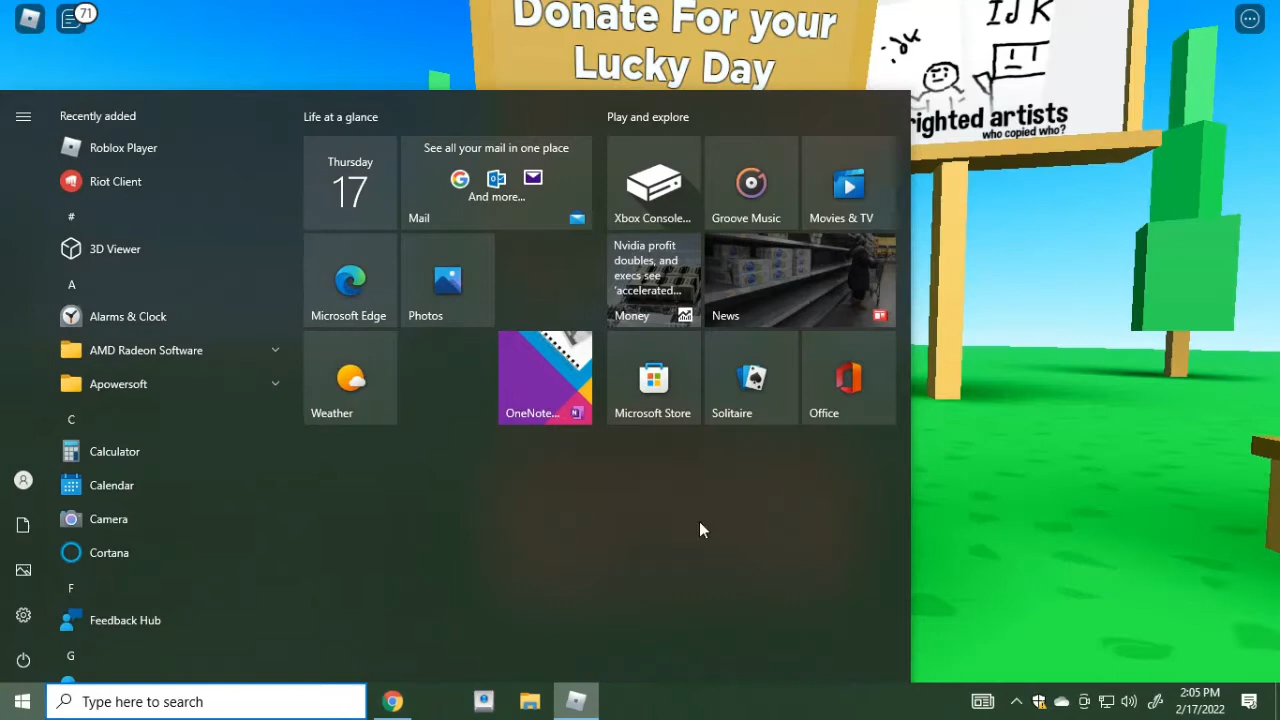 71
Donate For your
Lucky Day
IJK
righted artists
who copied who?
Recently added
Roblox Player
Riot Client
#
3D Viewer
A
Alarms & Clock
AMD Radeon Software
Apowersoft
C
Calculator
Calendar
Camera
Cortana
F
Feedback Hub
G
Life at a glance
Thursday
17
See all your mail in one place
And more...
Mail
Microsoft Edge
Photos
Weather
OneNote...
Play and explore
Xbox Console...
Groove Music
Movies & TV
Nvidia profit
doubles, and
execs see
'accelerated...
Money
News
Microsoft Store
Solitaire
Office
Type here to search
2:05 PM
2/17/2022